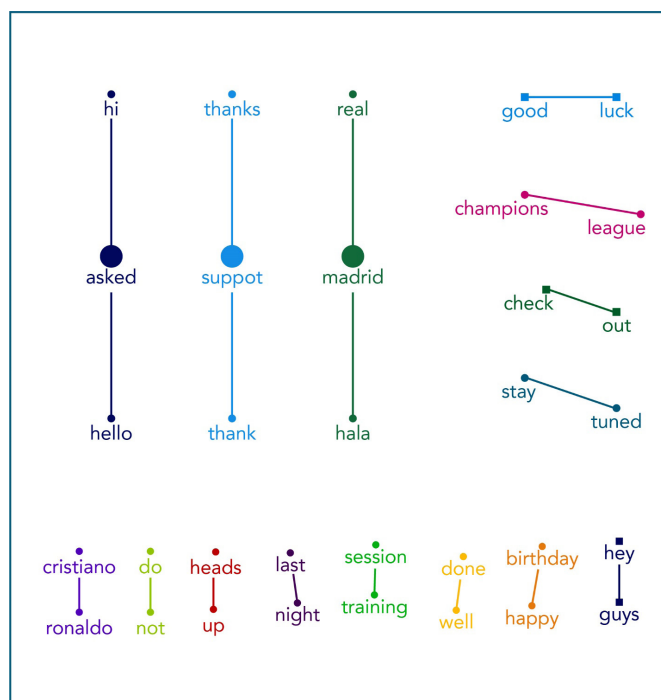 hi
asked
hello
thanks
suppot
thank
real
madrid
hala
good luck
champions
league
check
out
stay
tuned
cristiano
ronaldo
do
not
heads
up
last
night
session
training
done
well
birthday
happy
hey
guys